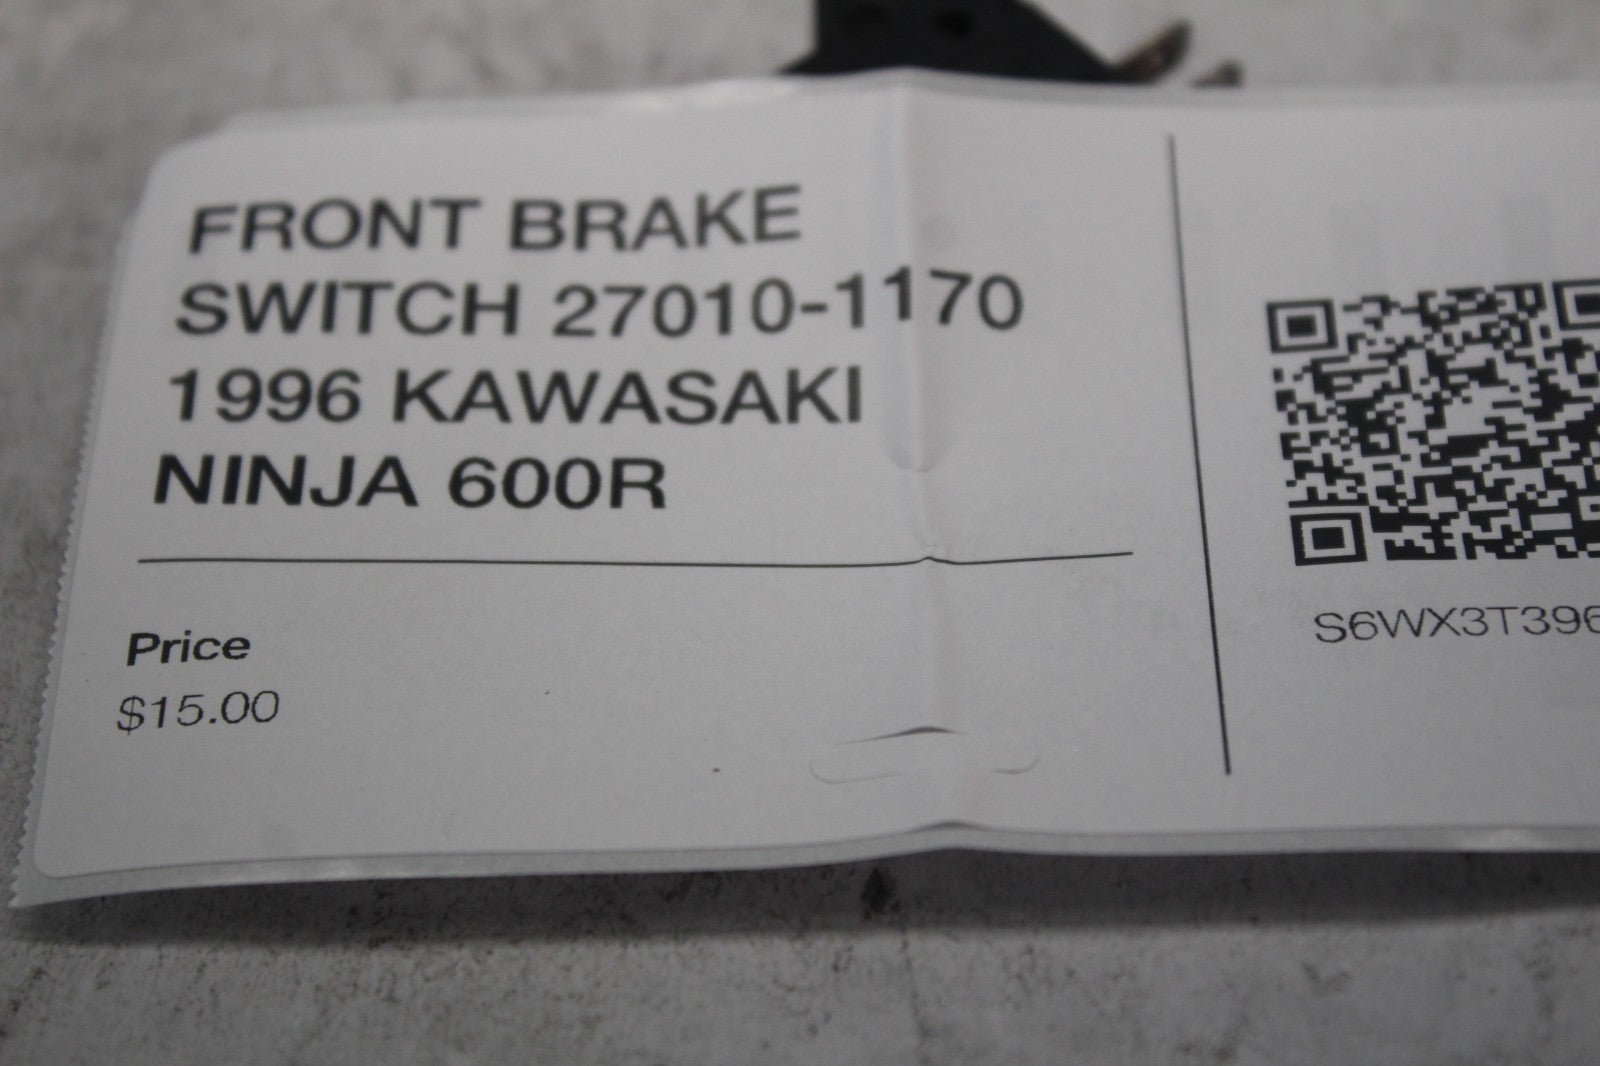 FRONT BRAKE
SWITCH 27010-1170
1996 KAWASAKI
NINJA 600R
Price
$15.00
S6WX3T396